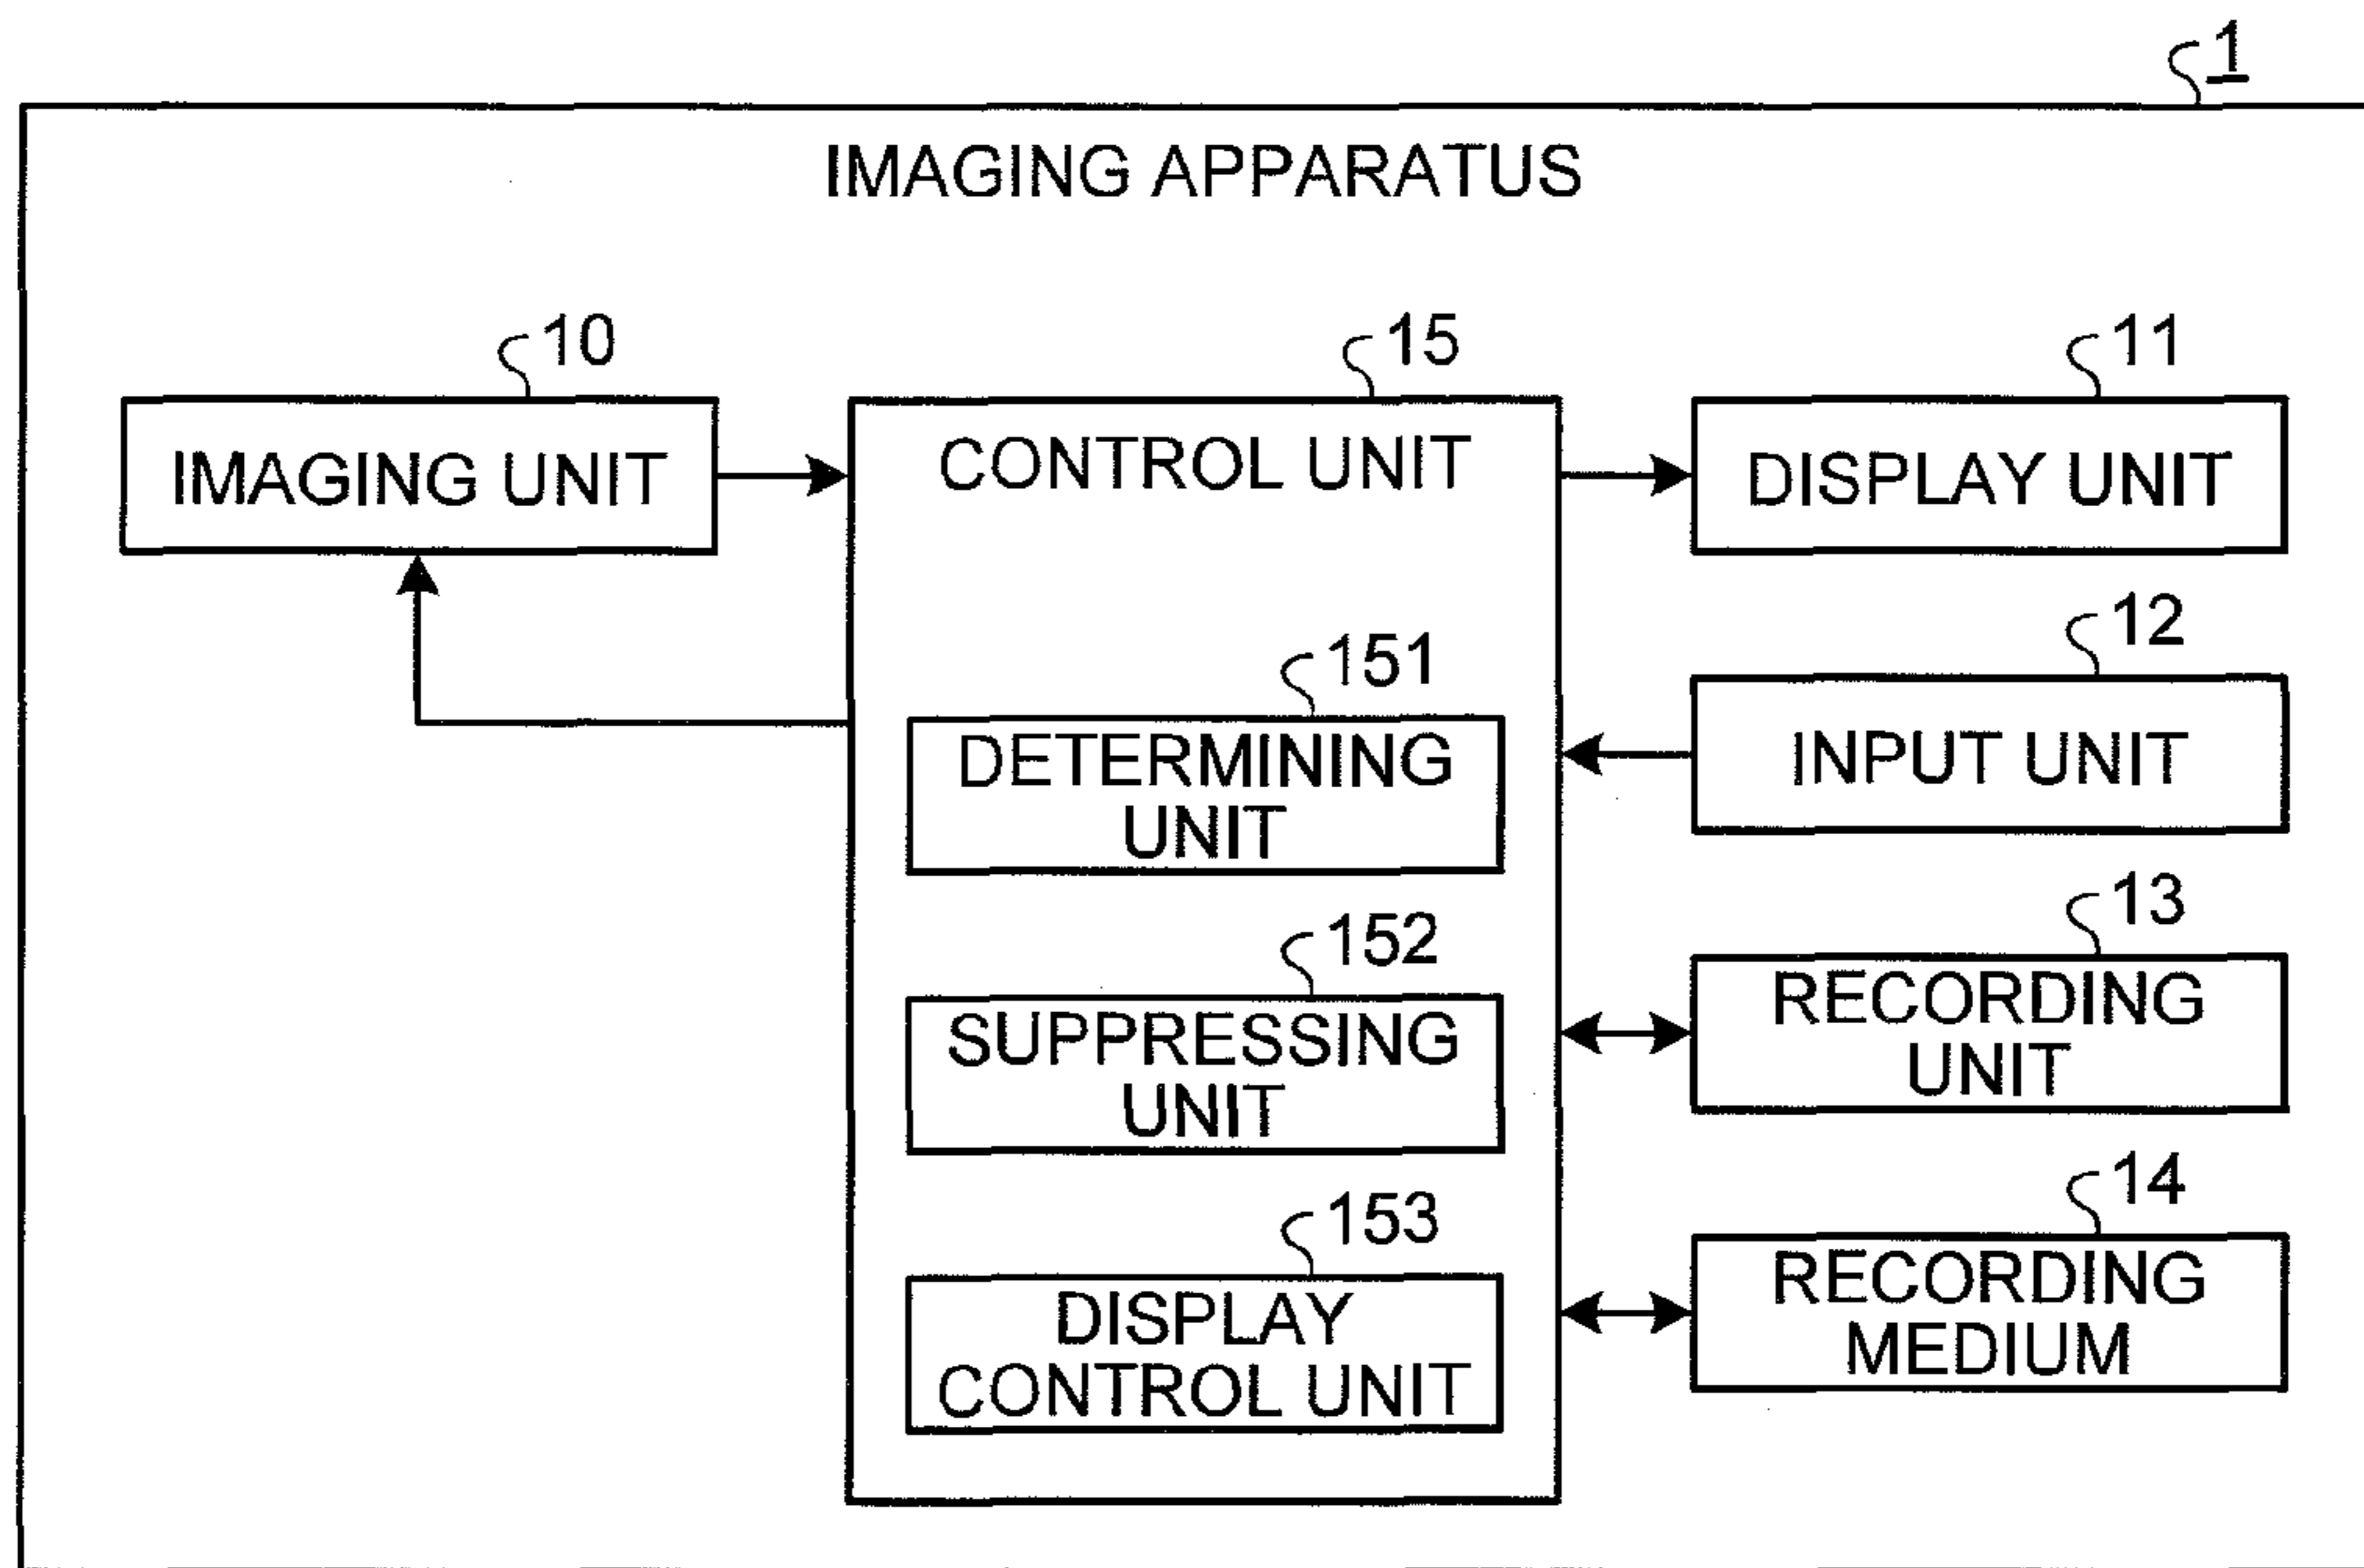 1
IMAGING APPARATUS
10
IMAGING UNIT
15
CONTROL UNIT
151
DETERMINING
UNIT
152
SUPPRESSING
UNIT
153
DISPLAY
CONTROL UNIT
11
DISPLAY UNIT
12
INPUT UNIT
13
RECORDING
UNIT
14
RECORDING
MEDIUM